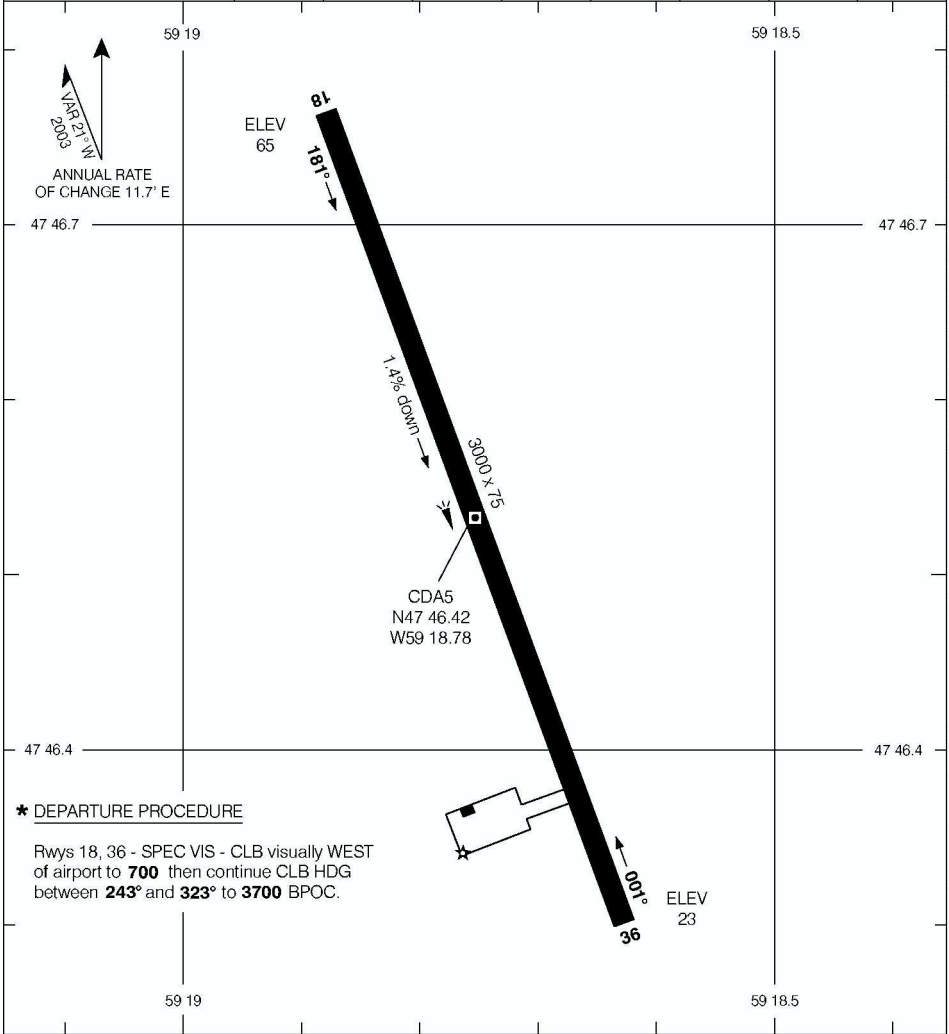 59 19
59 18.5
VAR 21° W
2003
ANNUAL RATE
OF CHANGE 11.7' E
18
ELEV
65
181°
47 46.7
47 46.7
1.4% down
3000 x 75
CDA5
N47 46.42
W59 18.78
47 46.4
47 46.4
* DEPARTURE PROCEDURE
Rwys 18, 36 - SPEC VIS - CLB visually WEST
of airport to 700 then continue CLB HDG
between 243° and 323° to 3700 BPOC.
001°
ELEV
23
36
59 19
59 18.5